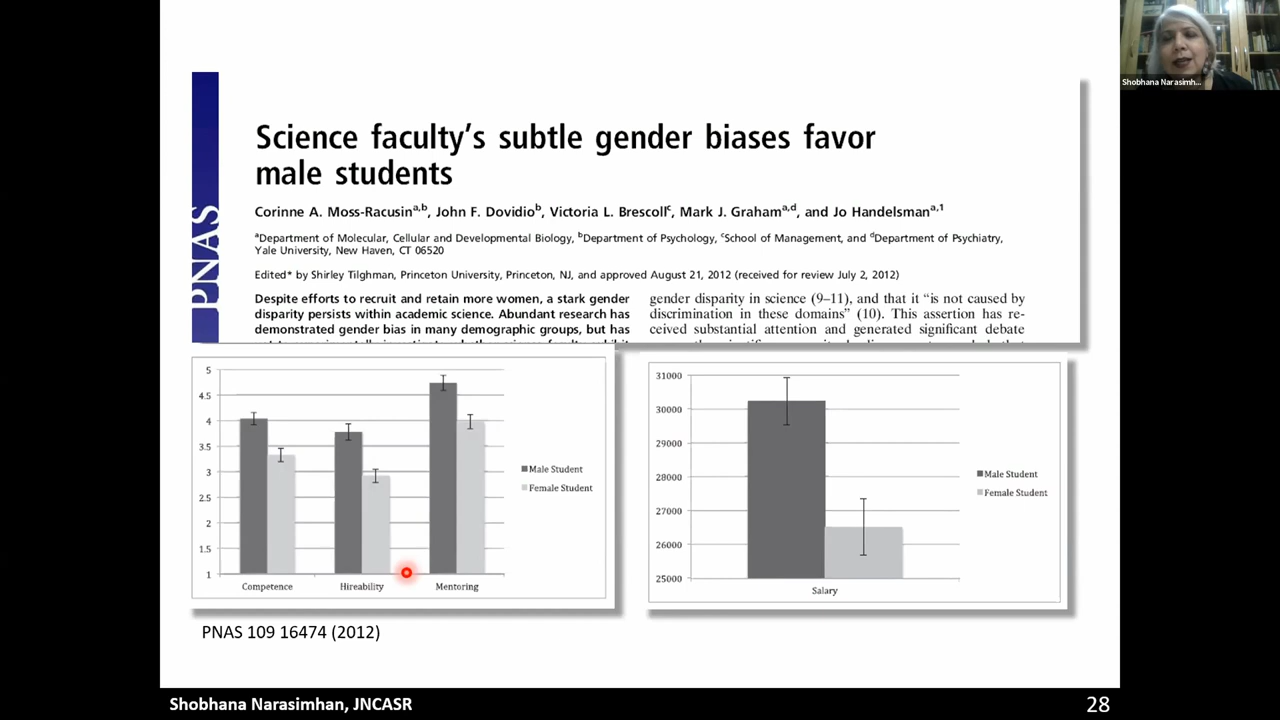 Shobhana Narasimh...
PNAS
Science faculty's subtle gender biases favor
male students
Corinne A. Moss-Racusina,b, John F. Dovidiob, Victoria L. Brescollc, Mark J. Grahama,d, and Jo Handelsmana,1
aDepartment of Molecular, Cellular and Developmental Biology, bDepartment of Psychology, cSchool of Management, and dDepartment of Psychiatry,
Yale University, New Haven, CT 06520
Edited* by Shirley Tilghman, Princeton University, Princeton, NJ, and approved August 21, 2012 (received for review July 2, 2012)
Despite efforts to recruit and retain more women, a stark gender
disparity persists within academic science. Abundant research has
demonstrated gender bias in many demographic groups, but has
gender disparity in science (9–11), and that it "is not caused by
discrimination in these domains" (10). This assertion has re-
ceived substantial attention and generated significant debate
5
4.5
4
3.5
3
2.5
2
1.5
1
Competence Hireability Mentoring
Male Student
Female Student
31000
30000
29000
28000
27000
26000
25000
Salary
Male Student
Female Student
PNAS 109 16474 (2012)
Shobhana Narasimhan, JNCASR
28